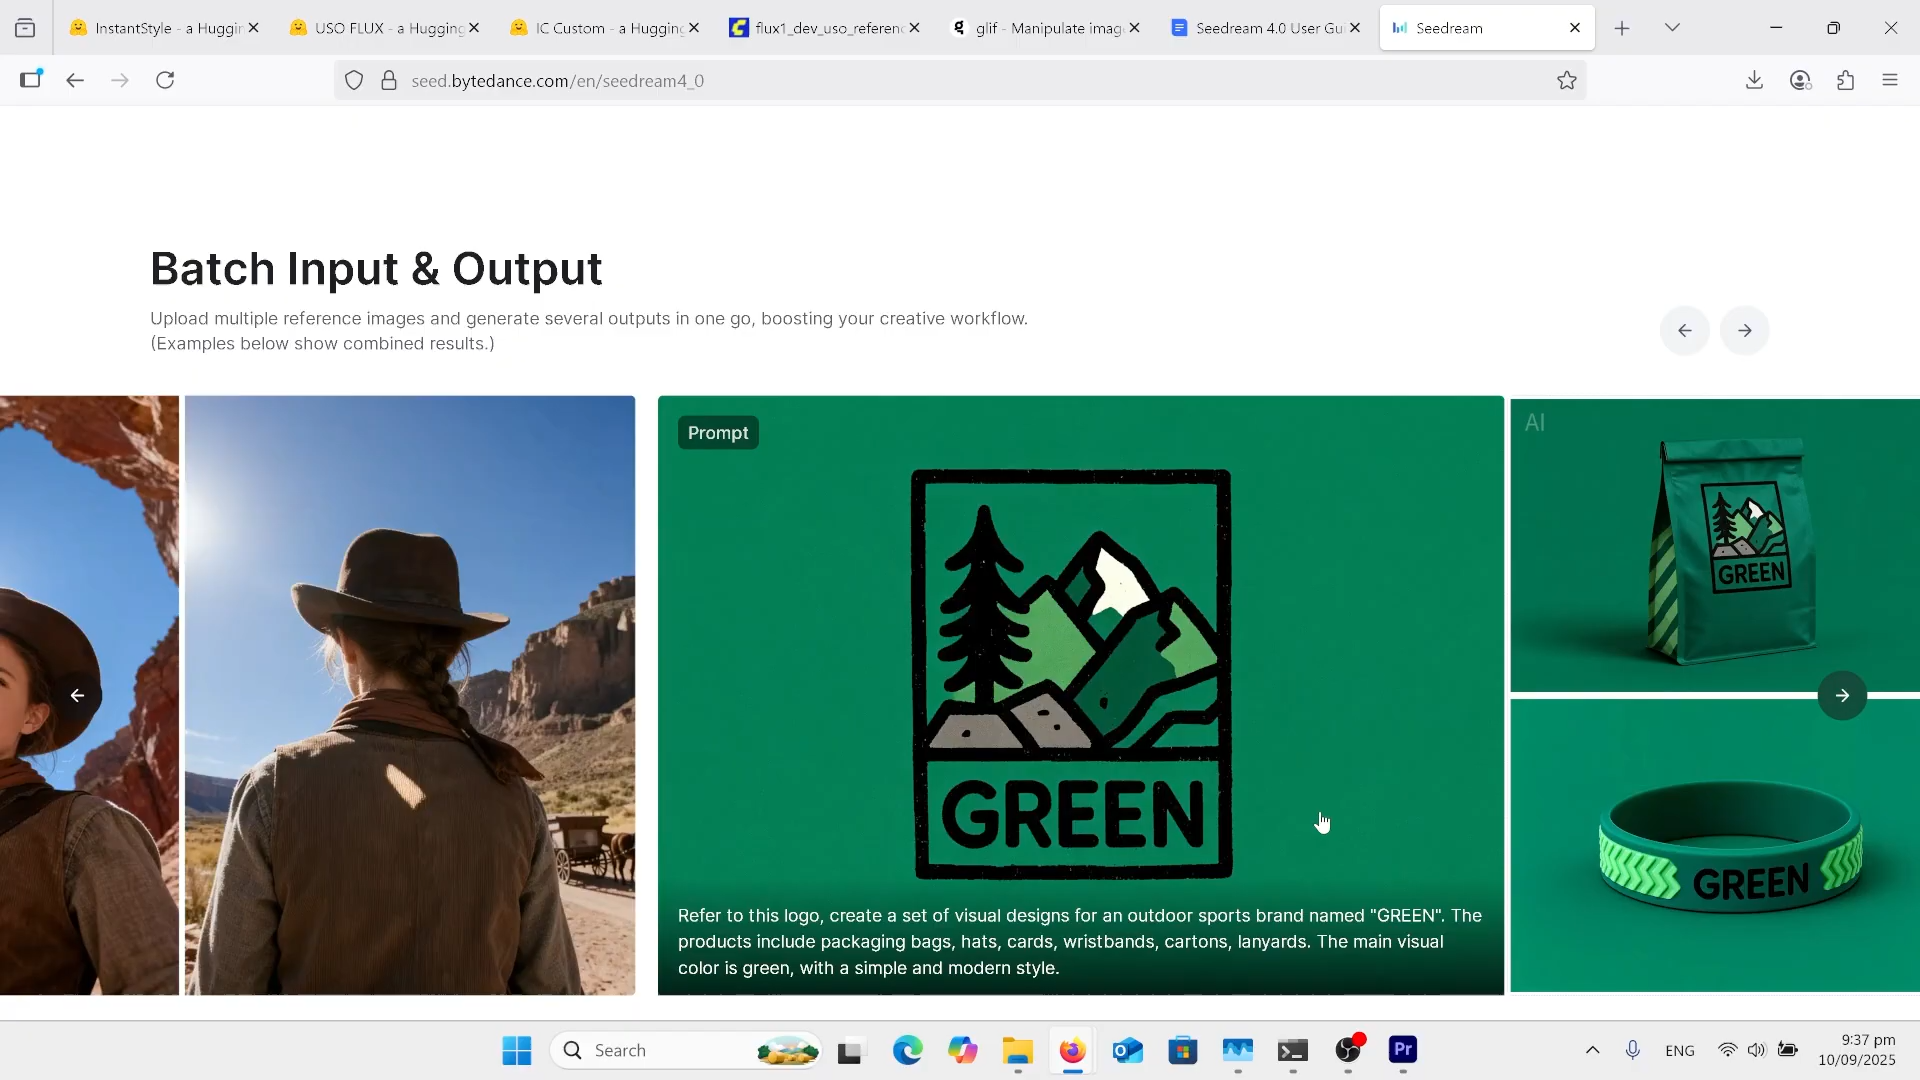 InstantStyle - a Huggin
USO FLUX - a Hugging
IC Custom - a Hugging
flux1_dev_uso_referenc
glif - Manipulate imag
Seedream 4.0 User Gui
Seedream
seed.bytedance.com/en/seedream4_0
Batch Input & Output
Upload multiple reference images and generate several outputs in one go, boosting your creative workflow.
(Examples below show combined results.)
Prompt
AI
GREEN
GREEN
GREEN
Refer to this logo, create a set of visual designs for an outdoor sports brand named "GREEN". The
products include packaging bags, hats, cards, wristbands, cartons, lanyards. The main visual
color is green, with a simple and modern style.
Search
Pr
ENG
9:37 pm
10/09/2025